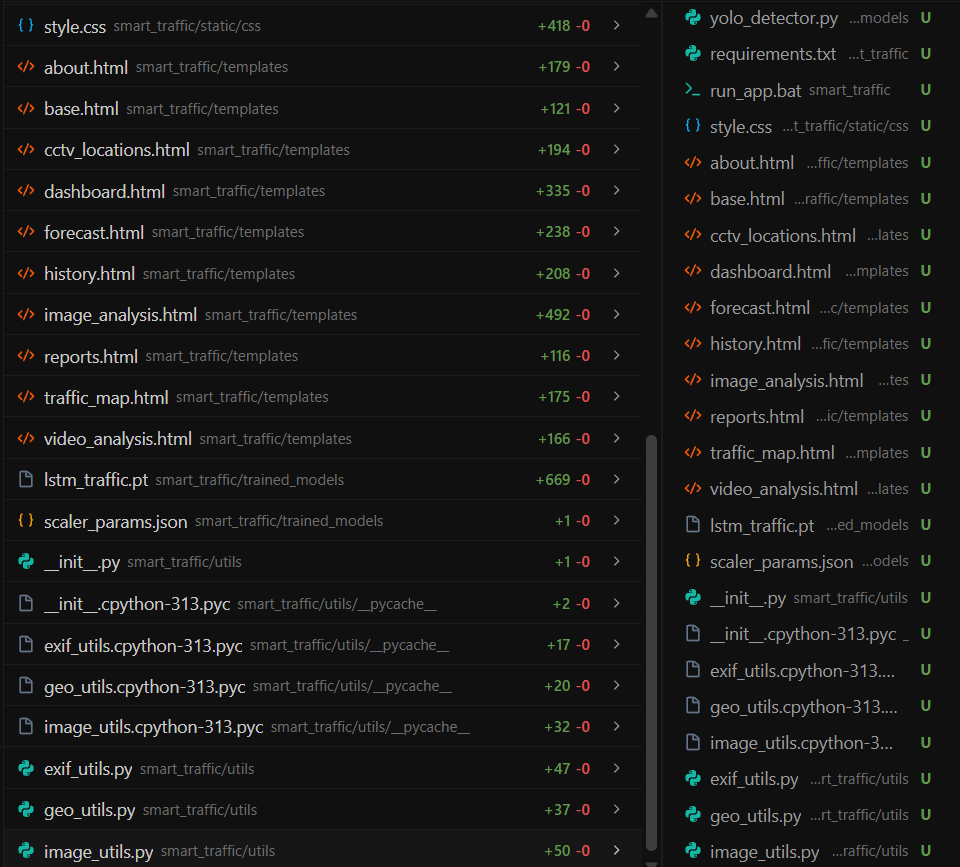 style.css smart_traffic/static/css +418 -0
about.html smart_traffic/templates +179 -0
base.html smart_traffic/templates +121 -0
cctv_locations.html smart_traffic/templates +194 -0
dashboard.html smart_traffic/templates +335 -0
forecast.html smart_traffic/templates +238 -0
history.html smart_traffic/templates +208 -0
image_analysis.html smart_traffic/templates +492 -0
reports.html smart_traffic/templates +116 -0
traffic_map.html smart_traffic/templates +175 -0
video_analysis.html smart_traffic/templates +166 -0
lstm_traffic.pt smart_traffic/trained_models +669 -0
scaler_params.json smart_traffic/trained_models +1 -0
__init__.py smart_traffic/utils +1 -0
__init__.cpython-313.pyc smart_traffic/utils/__pycache__ +2 -0
exif_utils.cpython-313.pyc smart_traffic/utils/__pycache__ +17 -0
geo_utils.cpython-313.pyc smart_traffic/utils/__pycache__ +20 -0
image_utils.cpython-313.pyc smart_traffic/utils/__pycache__ +32 -0
exif_utils.py smart_traffic/utils +47 -0
geo_utils.py smart_traffic/utils +37 -0
image_utils.py smart_traffic/utils +50 -0
yolo_detector.py ...models U
requirements.txt ...t_traffic U
run_app.bat smart_traffic U
style.css ...t_traffic/static/css U
about.html ...ffic/templates U
base.html ...raffic/templates U
cctv_locations.html ...lates U
dashboard.html ...mplates U
forecast.html ...c/templates U
history.html ...fic/templates U
image_analysis.html ...tes U
reports.html ...ic/templates U
traffic_map.html ...mplates U
video_analysis.html ...lates U
lstm_traffic.pt ...ed_models U
scaler_params.json ...odels U
__init__.py smart_traffic/utils U
__init__.cpython-313.pyc _ U
exif_utils.cpython-313.... U
geo_utils.cpython-313.... U
image_utils.cpython-3... U
exif_utils.py ...rt_traffic/utils U
geo_utils.py ...rt_traffic/utils U
image_utils.py ...raffic/utils U